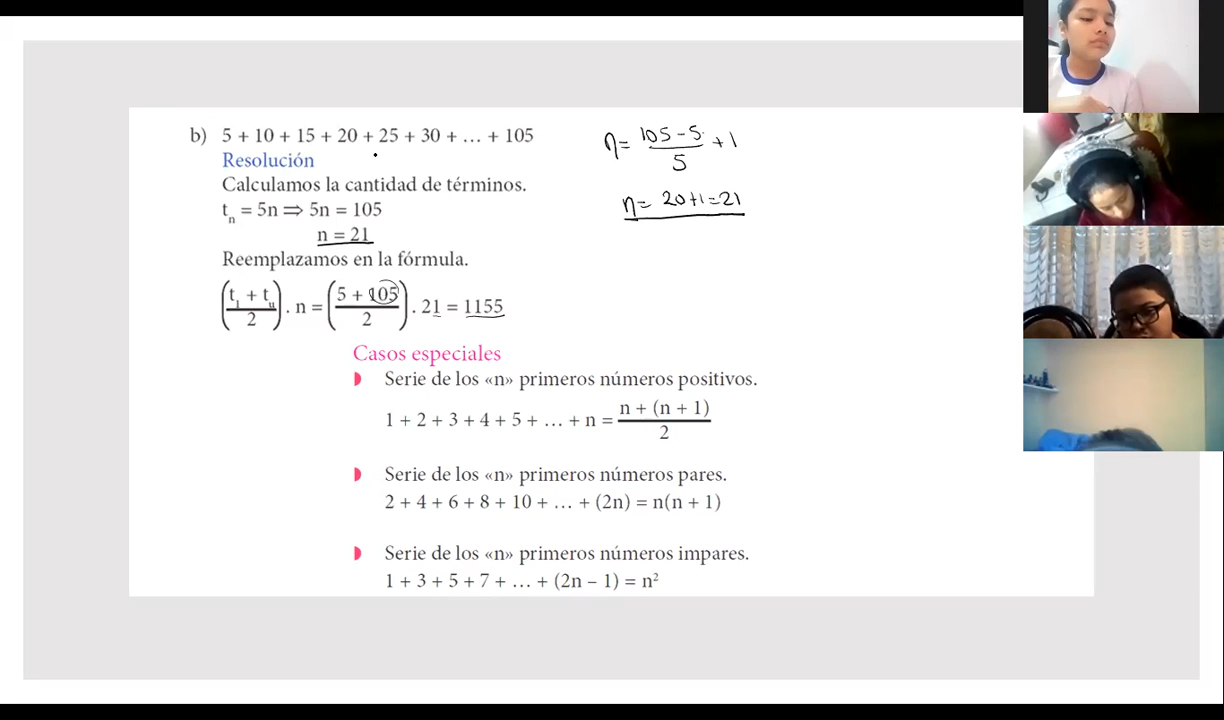 b) 5 + 10 + 15 + 20 + 25 + 30 + … + 105
Resolución
Calculamos la cantidad de términos.
tₙ = 5n ⟹ 5n = 105
n = 21
Reemplazamos en la fórmula.
((t₁ + tᵤ)/2) . n = ((5 + 105)/2) . 21 = 1155
n = (105 - 5)/5 + 1
n = 20+1=21
Casos especiales
Serie de los «n» primeros números positivos.
1 + 2 + 3 + 4 + 5 + … + n = (n + (n + 1))/2
Serie de los «n» primeros números pares.
2 + 4 + 6 + 8 + 10 + … + (2n) = n(n + 1)
Serie de los «n» primeros números impares.
1 + 3 + 5 + 7 + … + (2n – 1) = n²